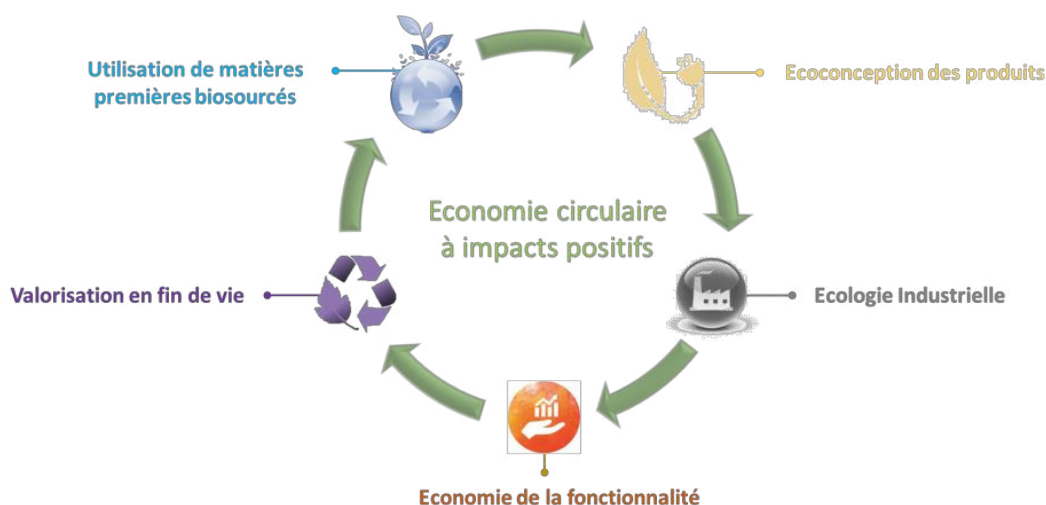 Utilisation de matières
premières biosourcés
Ecoconception des produits
Economie circulaire
à impacts positifs
Valorisation en fin de vie
Ecologie Industrielle
Economie de la fonctionnalité